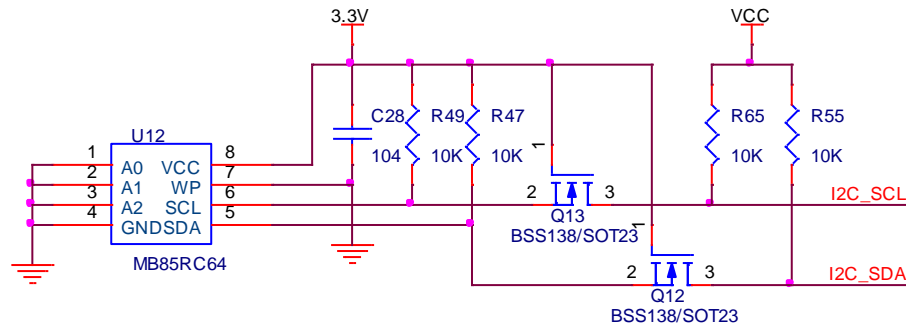 3.3V
VCC
C28
R49
R47
R65
R55
U12
104
10K
10K
10K
10K
1
1
A0
VCC
8
2
A1
WP
7
3
A2
SCL
6
2
3
I2C_SCL
4
GNDSDA
5
Q13
BSS138/SOT23
1
MB85RC64
2
3
I2C_SDA
Q12
BSS138/SOT23